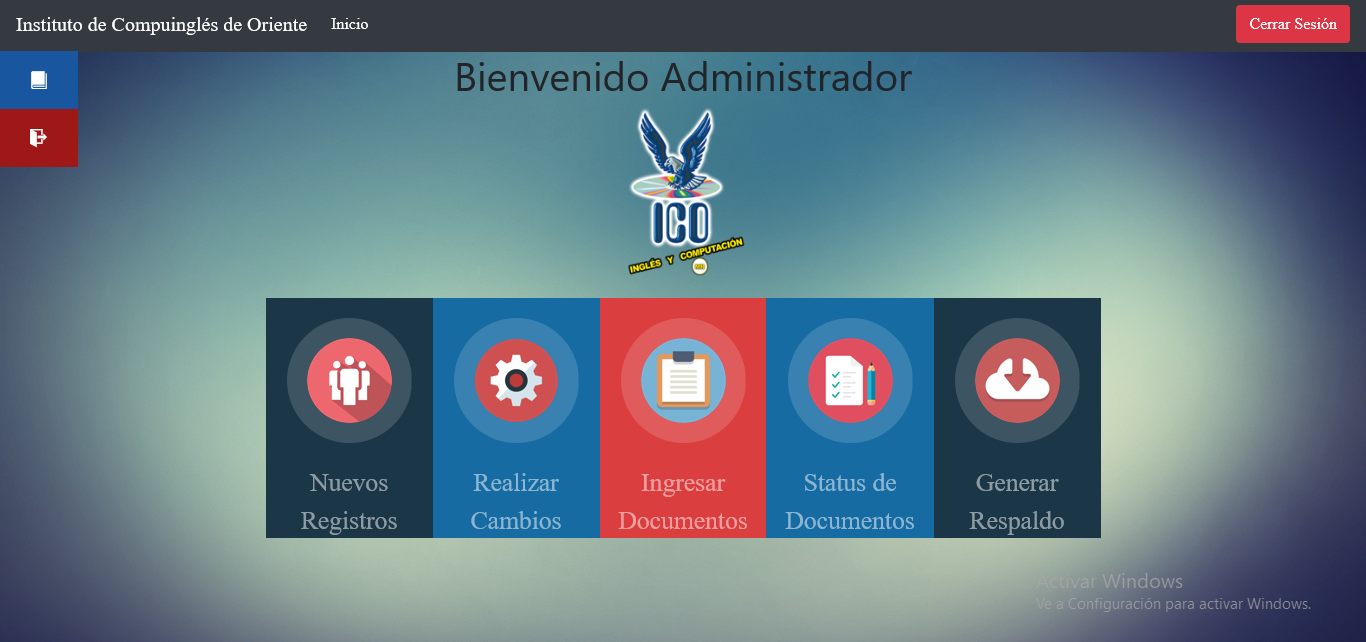 Instituto de Compuinglés de Oriente Inicio Cerrar Sesión
Bienvenido Administrador
ICO
INGLÉS Y COMPUTACIÓN
Nuevos
Registros
Realizar
Cambios
Ingresar
Documentos
Status de
Documentos
Generar
Respaldo
Activar Windows
Ve a Configuración para activar Windows.